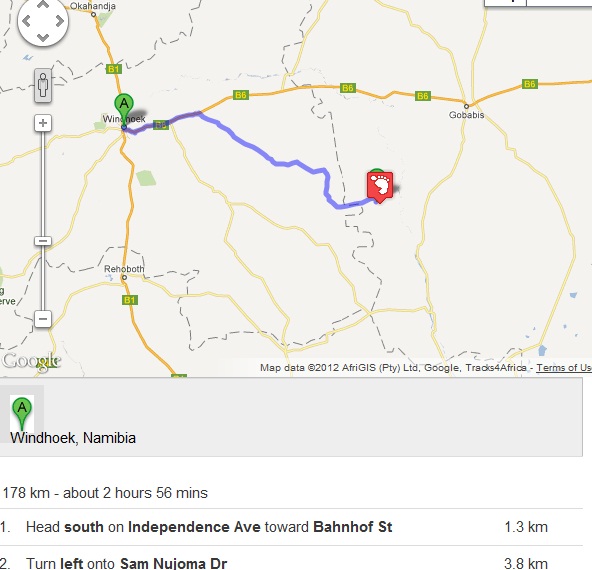 Okahandja
B1
B6
B6
B6
B6
A
Windhoek
B6
Gobabis
Rehoboth
B1
erve
Google
Map data ©2012 AfriGIS (Pty) Ltd, Google, Tracks4Africa - Terms of Us
A
Windhoek, Namibia
178 km - about 2 hours 56 mins
1. Head south on Independence Ave toward Bahnhof St 1.3 km
2. Turn left onto Sam Nujoma Dr 3.8 km